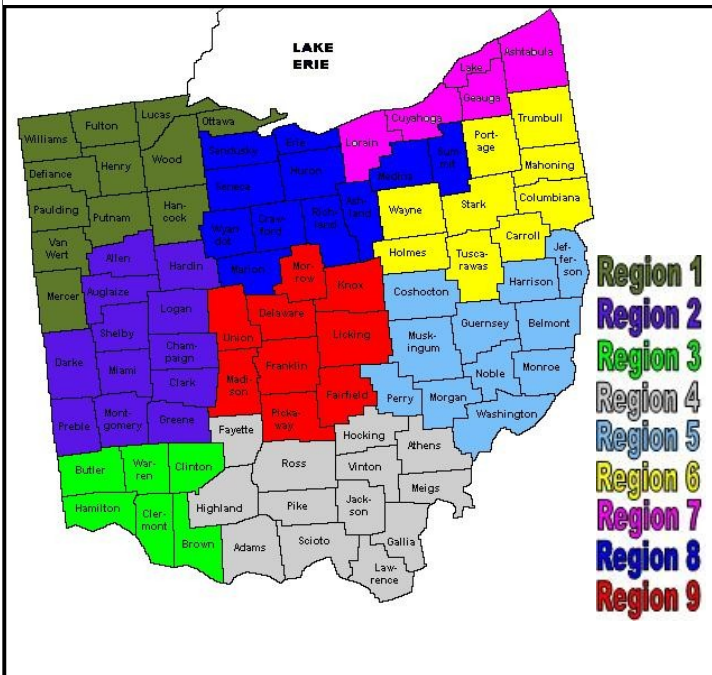 LAKE
ERIE
Ashtabula
Lake
Geauga
Cuyahoga
Lorain
Trumbull
Port-
age
Mahoning
Columbiana
Stark
Wayne
Holmes
Tusca-
rawas
Carroll
Jef-
fer-
son
Williams
Fulton
Lucas
Ottawa
Defiance
Henry
Wood
Paulding
Putnam
Han-
cock
Van
Wert
Mercer
Sandusky
Erie
Seneca
Huron
Medina
Sum-
mit
Wyan-
dot
Craw-
ford
Rich-
land
Ash-
land
Marion
Allen
Hardin
Auglaize
Logan
Shelby
Darke
Cham-
paign
Miami
Clark
Preble
Mont-
gomery
Greene
Mor-
row
Knox
Delaware
Union
Licking
Franklin
Madi-
son
Fairfield
Picka-
way
Coshocton
Harrison
Guernsey
Belmont
Mus-
kingum
Noble
Monroe
Perry
Morgan
Washington
Fayette
Hocking
Athens
Ross
Vinton
Meigs
Highland
Pike
Jack-
son
Gallia
Adams
Scioto
Law-
rence
Butler
War-
ren
Clinton
Hamilton
Cler-
mont
Brown
Region 1
Region 2
Region 3
Region 4
Region 5
Region 6
Region 7
Region 8
Region 9